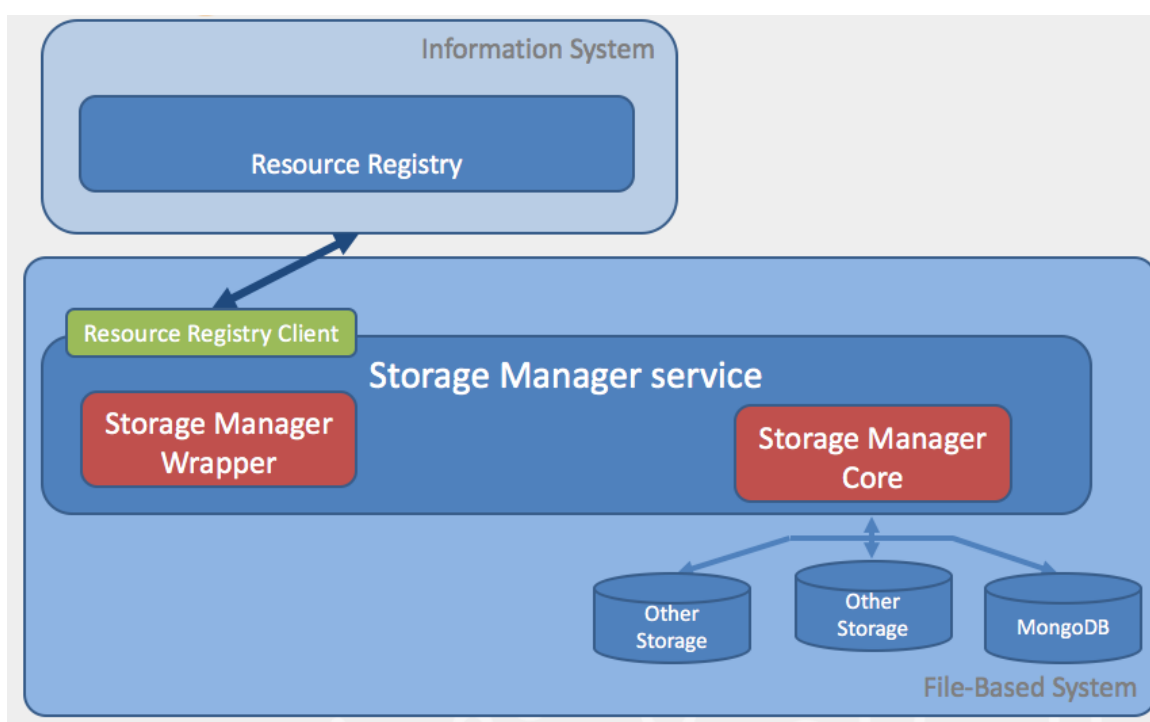 Information System
Resource Registry
Resource Registry Client
Storage Manager service
Storage Manager
Wrapper
Storage Manager
Core
Other
Storage
Other
Storage
MongoDB
File-Based System